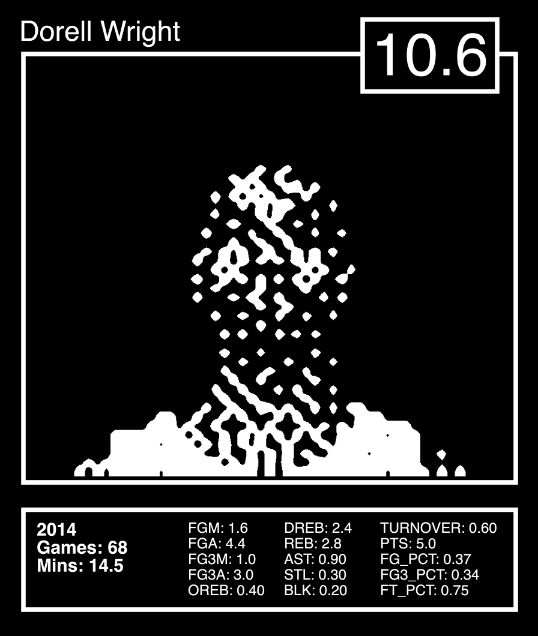 Dorell Wright
10.6
2014
Games: 68
Mins: 14.5
FGM: 1.6
FGA: 4.4
FG3M: 1.0
FG3A: 3.0
OREB: 0.40
DREB: 2.4
REB: 2.8
AST: 0.90
STL: 0.30
BLK: 0.20
TURNOVER: 0.60
PTS: 5.0
FG_PCT: 0.37
FG3_PCT: 0.34
FT_PCT: 0.75